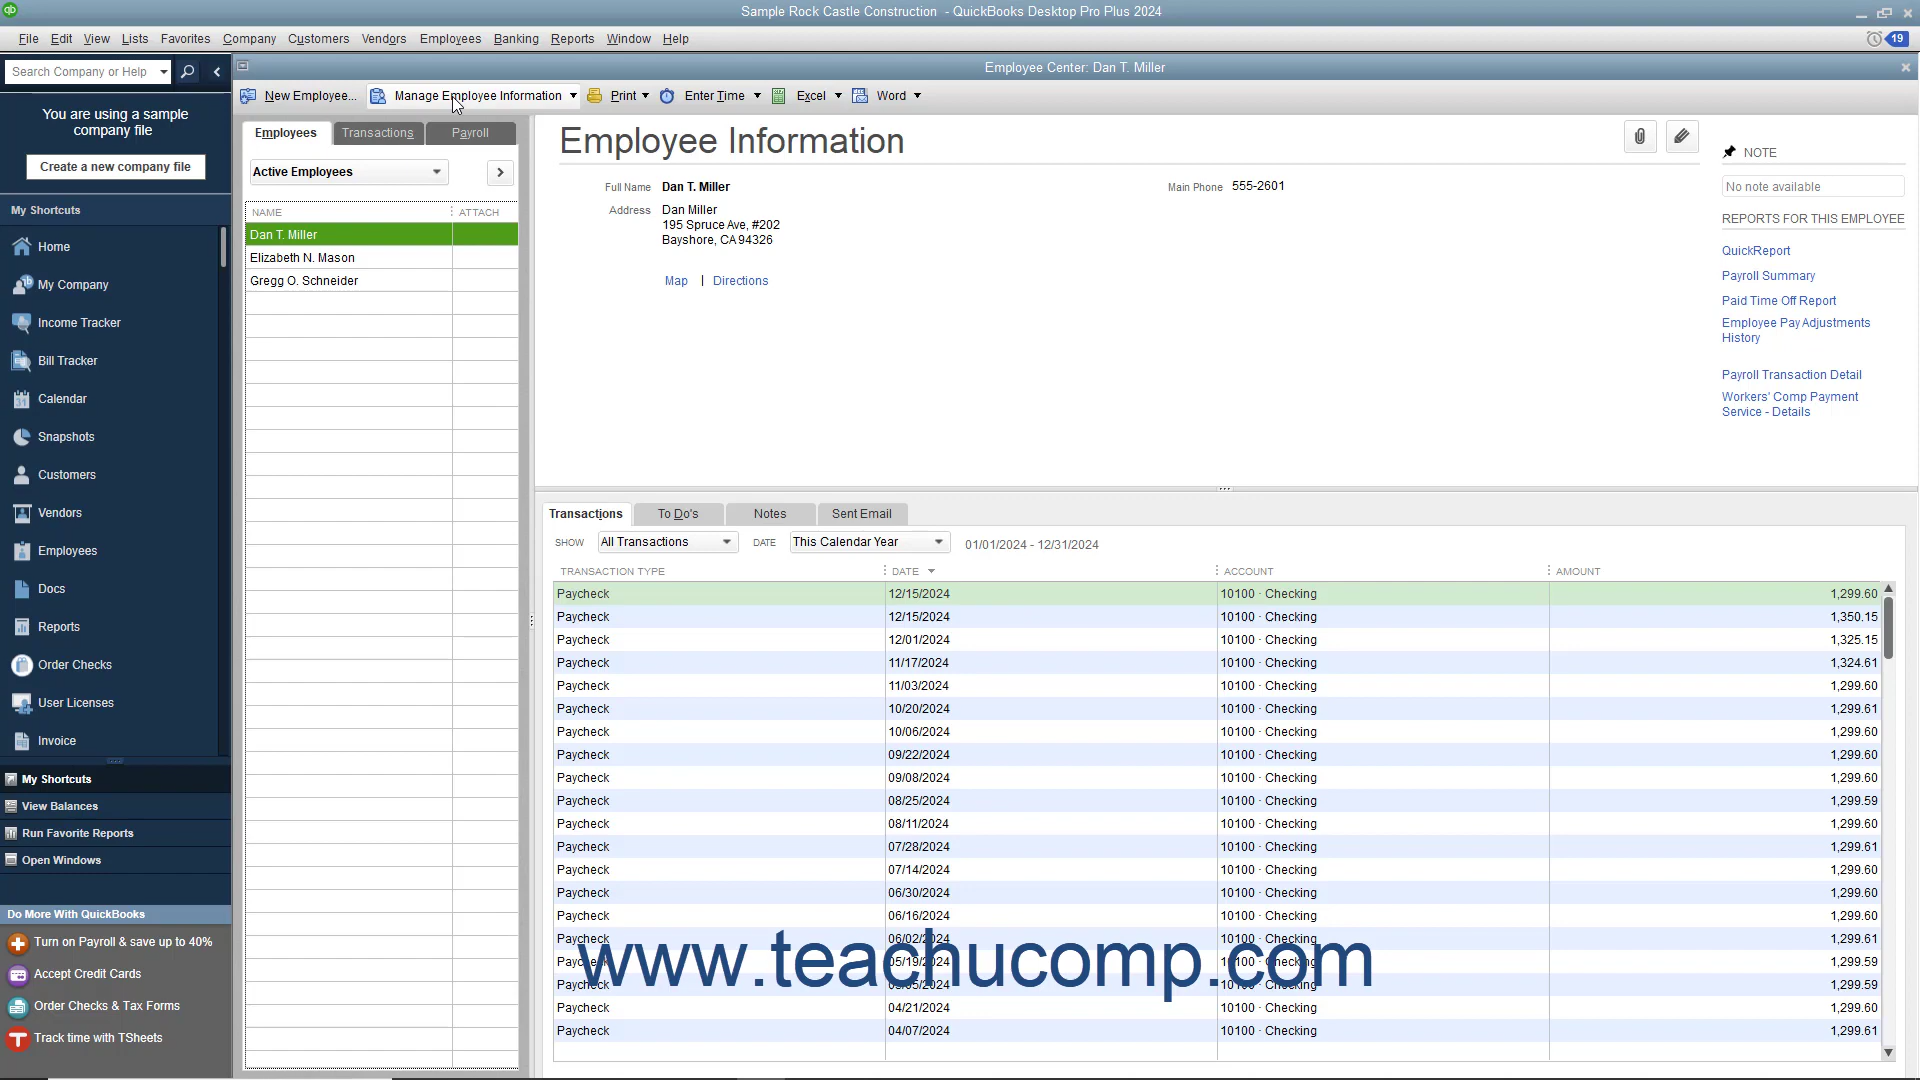 Sample Rock Castle Construction - QuickBooks Desktop Pro Plus 2024
File Edit View Lists Favorites Company Customers Vendors Employees Banking Reports Window Help
19
Search Company or Help
Employee Center: Dan T. Miller
New Employee... Manage Employee Information Print Enter Time Excel Word
You are using a sample
company file
Create a new company file
My Shortcuts
Home
My Company
Income Tracker
Bill Tracker
Calendar
Snapshots
Customers
Vendors
Employees
Docs
Reports
Order Checks
User Licenses
Invoice
My Shortcuts
View Balances
Run Favorite Reports
Open Windows
Do More With QuickBooks
Turn on Payroll & save up to 40%
Accept Credit Cards
Order Checks & Tax Forms
Track time with TSheets
Employees Transactions Payroll
Active Employees
NAME ATTACH
Dan T. Miller
Elizabeth N. Mason
Gregg O. Schneider
Employee Information
Full Name Dan T. Miller
Main Phone 555-2601
Address Dan Miller
195 Spruce Ave, #202
Bayshore, CA 94326
Map | Directions
NOTE
No note available
REPORTS FOR THIS EMPLOYEE
QuickReport
Payroll Summary
Paid Time Off Report
Employee Pay Adjustments
History
Payroll Transaction Detail
Workers' Comp Payment
Service - Details
Transactions To Do's Notes Sent Email
SHOW All Transactions DATE This Calendar Year 01/01/2024 - 12/31/2024
TRANSACTION TYPE DATE ACCOUNT AMOUNT
Paycheck 12/15/2024 10100 · Checking 1,299.60
Paycheck 12/15/2024 10100 · Checking 1,350.15
Paycheck 12/01/2024 10100 · Checking 1,325.15
Paycheck 11/17/2024 10100 · Checking 1,324.61
Paycheck 11/03/2024 10100 · Checking 1,299.60
Paycheck 10/20/2024 10100 · Checking 1,299.61
Paycheck 10/06/2024 10100 · Checking 1,299.60
Paycheck 09/22/2024 10100 · Checking 1,299.60
Paycheck 09/08/2024 10100 · Checking 1,299.60
Paycheck 08/25/2024 10100 · Checking 1,299.59
Paycheck 08/11/2024 10100 · Checking 1,299.60
Paycheck 07/28/2024 10100 · Checking 1,299.61
Paycheck 07/14/2024 10100 · Checking 1,299.60
Paycheck 06/30/2024 10100 · Checking 1,299.60
Paycheck 06/16/2024 10100 · Checking 1,299.60
Paycheck 06/02/2024 10100 · Checking 1,299.61
Paycheck 05/19/2024 10100 · Checking 1,299.59
Paycheck 05/05/2024 10100 · Checking 1,299.59
Paycheck 04/21/2024 10100 · Checking 1,299.60
Paycheck 04/07/2024 10100 · Checking 1,299.61
www.teachucomp.com